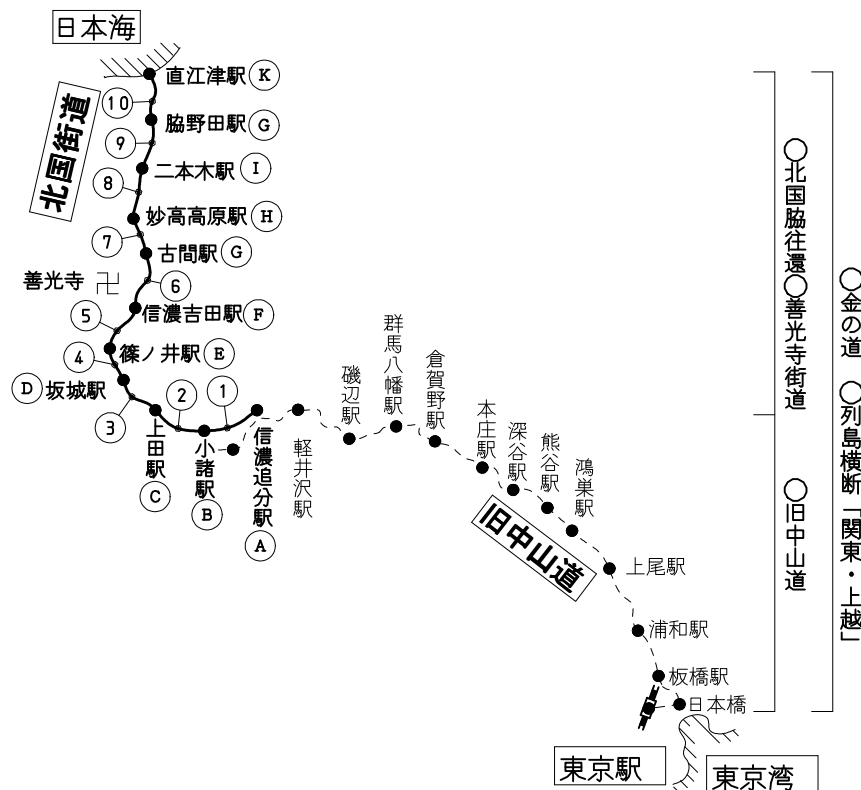 日本海
北国街道
直江津駅 K
10
脇野田駅 G
9
二本木駅 I
8
妙高高原駅 H
7
古間駅 G
善光寺 卍
6
信濃吉田駅 F
5
篠ノ井駅 E
4
D 坂城駅
3
上田駅 C
2
小諸駅 B
1
信濃追分駅 A
軽井沢駅
磯辺駅
群馬八幡駅
倉賀野駅
本庄駅
深谷駅
熊谷駅
鴻巣駅
旧中山道
上尾駅
浦和駅
板橋駅
日本橋
東京駅
東京湾
○北国脇往還○善光寺街道
○旧中山道
○金の道 ○列島横断「関東・上越」